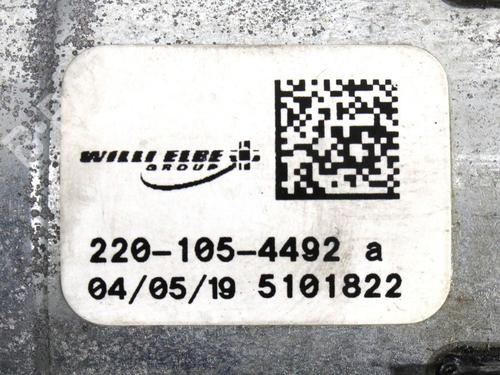 WILLI ELBE
GROUP
220-105-4492 a
04/05/19 5101822